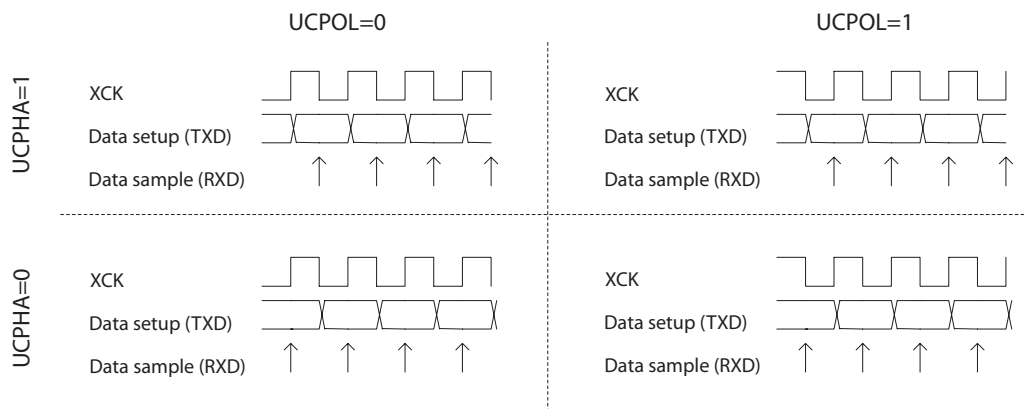 UCPOL=0
UCPOL=1
UCPHA=1
XCK
Data setup (TXD)
Data sample (RXD)
XCK
Data setup (TXD)
Data sample (RXD)
UCPHA=0
XCK
Data setup (TXD)
Data sample (RXD)
XCK
Data setup (TXD)
Data sample (RXD)